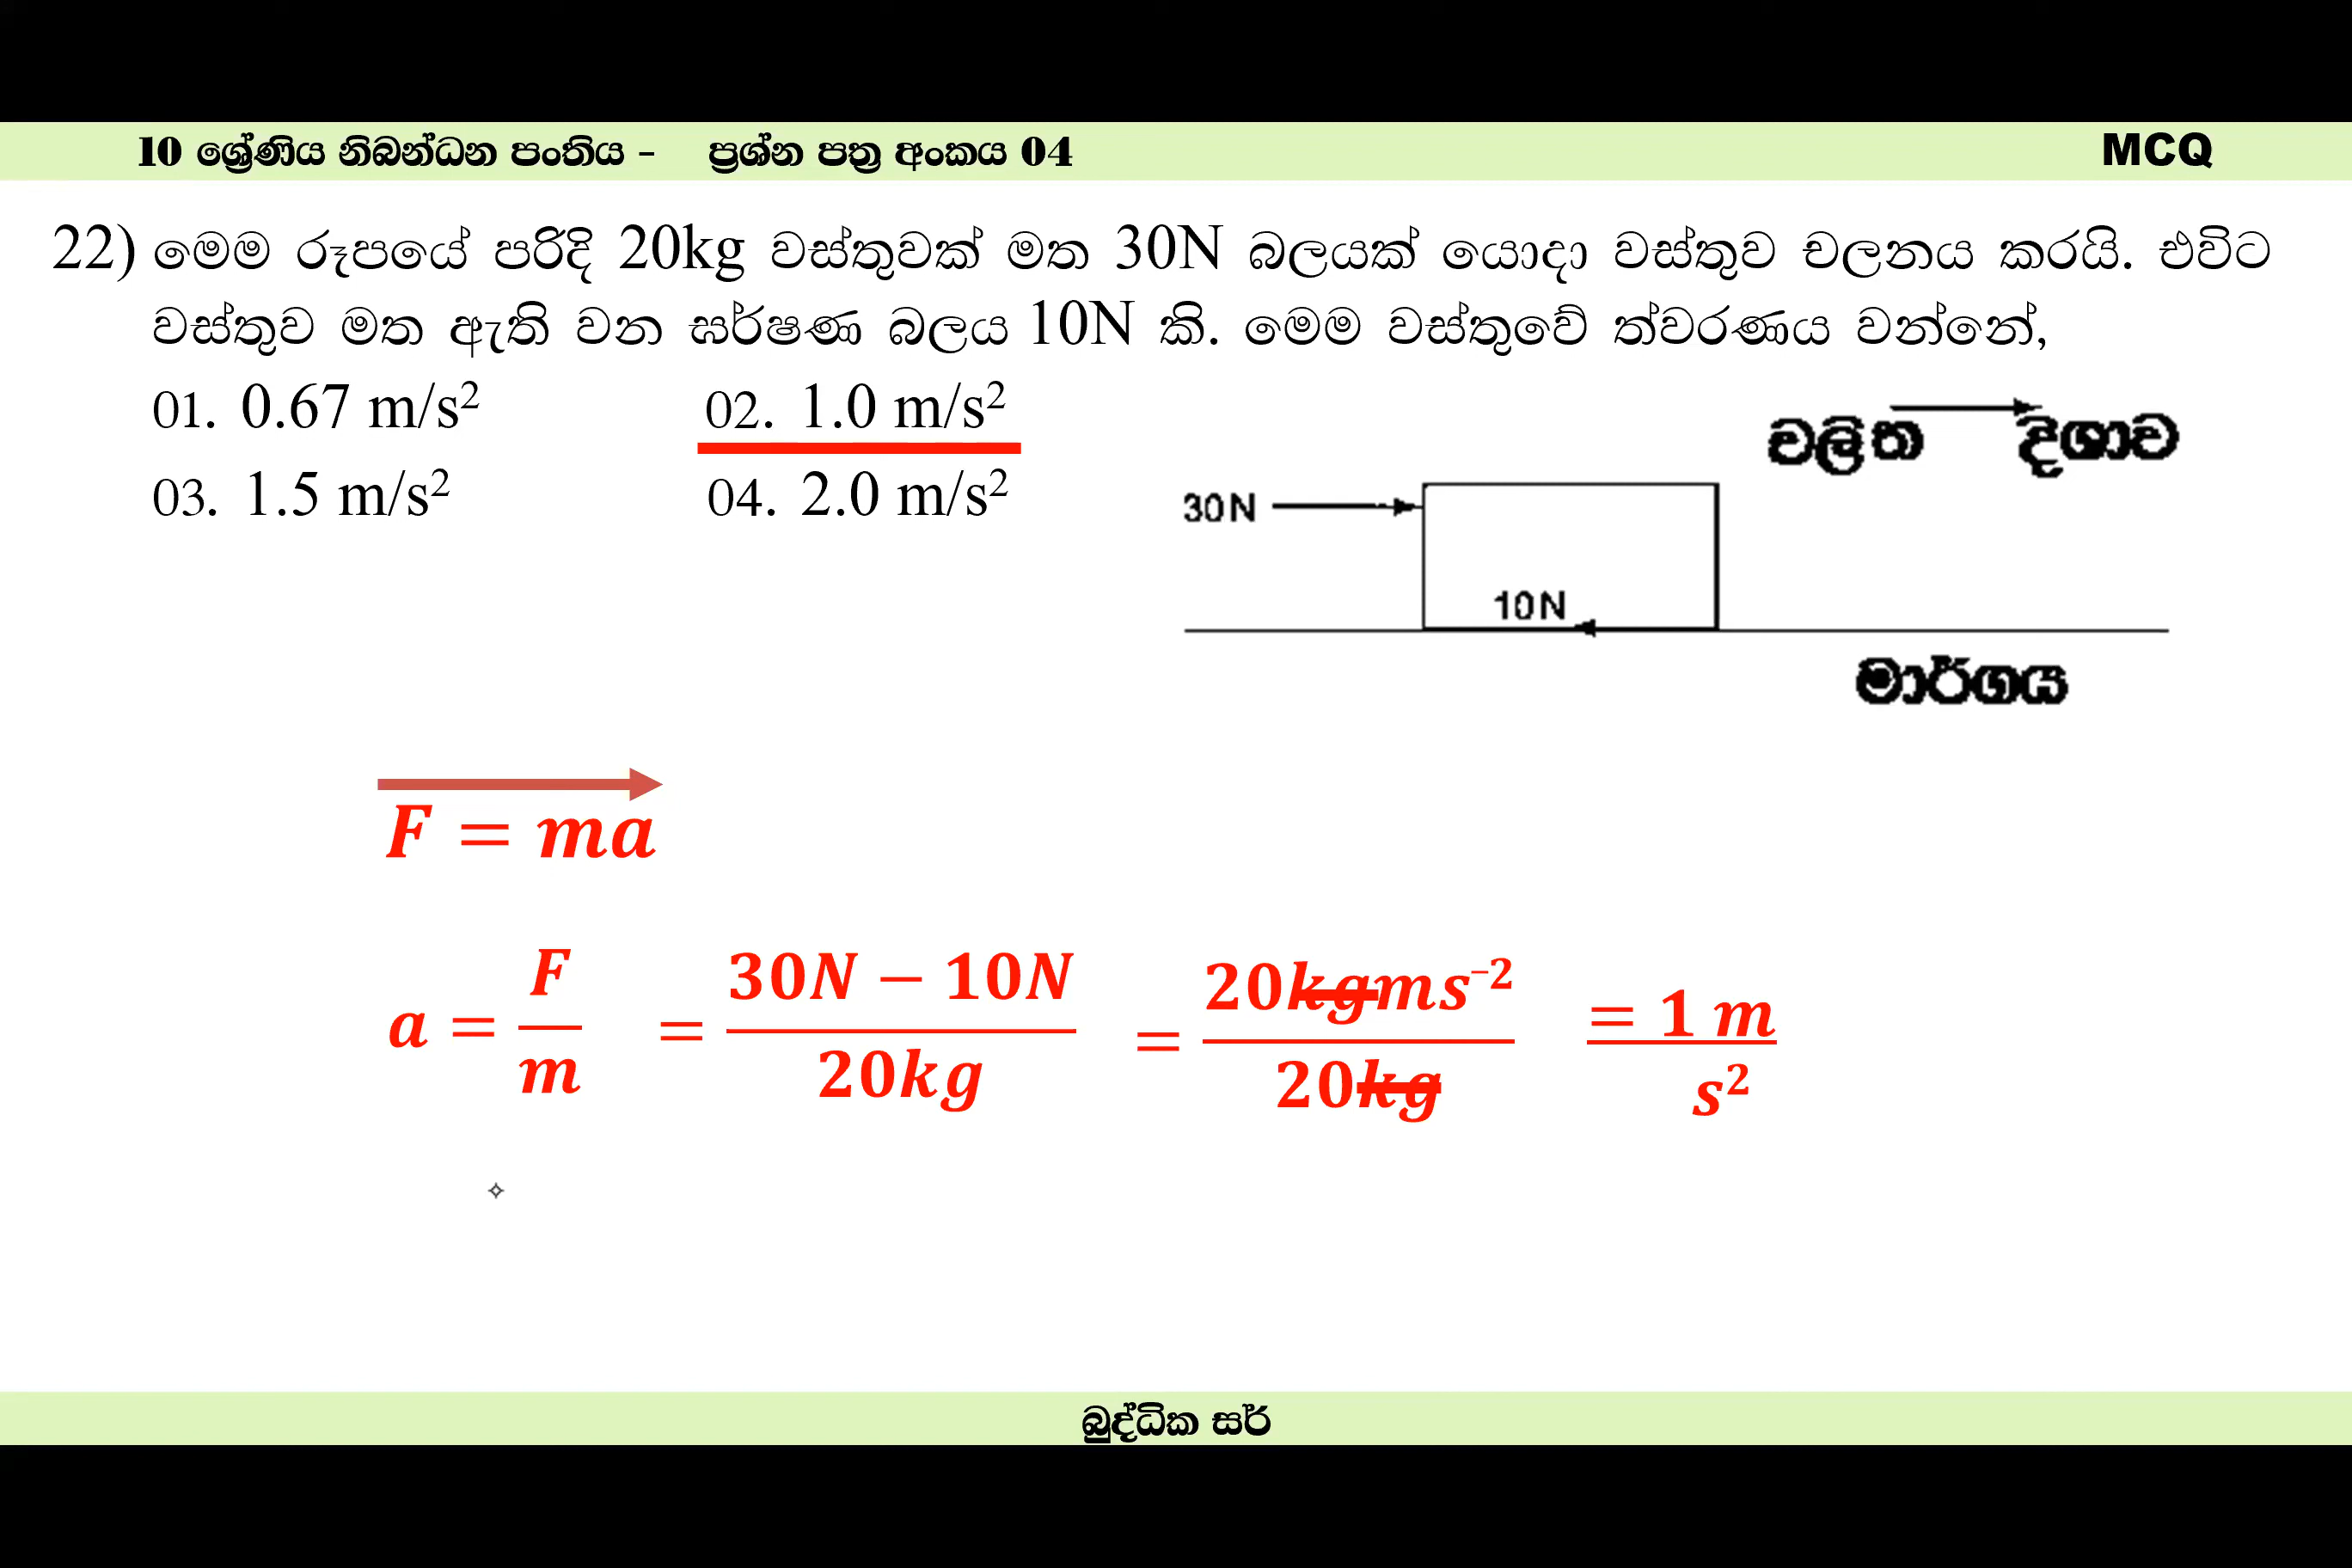 10 ශ්‍රේණිය නිබන්ධන පංතිය - ප්‍රශ්න පත්‍ර අංකය 04 MCQ
22) මෙම රූපයේ පරිදි 20kg වස්තුවක් මත 30N බලයක් යොදා වස්තුව චලනය කරයි. එවිට
වස්තුව මත ඇති වන ඝර්ෂණ බලය 10N කි. මෙම වස්තුවේ ත්වරණය වන්නේ,
01. 0.67 m/s² 02. 1.0 m/s²
03. 1.5 m/s² 04. 2.0 m/s²
චලිත දිශාව
30N
10N
මාර්ගය
F = ma
a = F/m = (30N − 10N)/20kg = 20kgms⁻²/20kg = 1 m/s²
බුද්ධික සර්